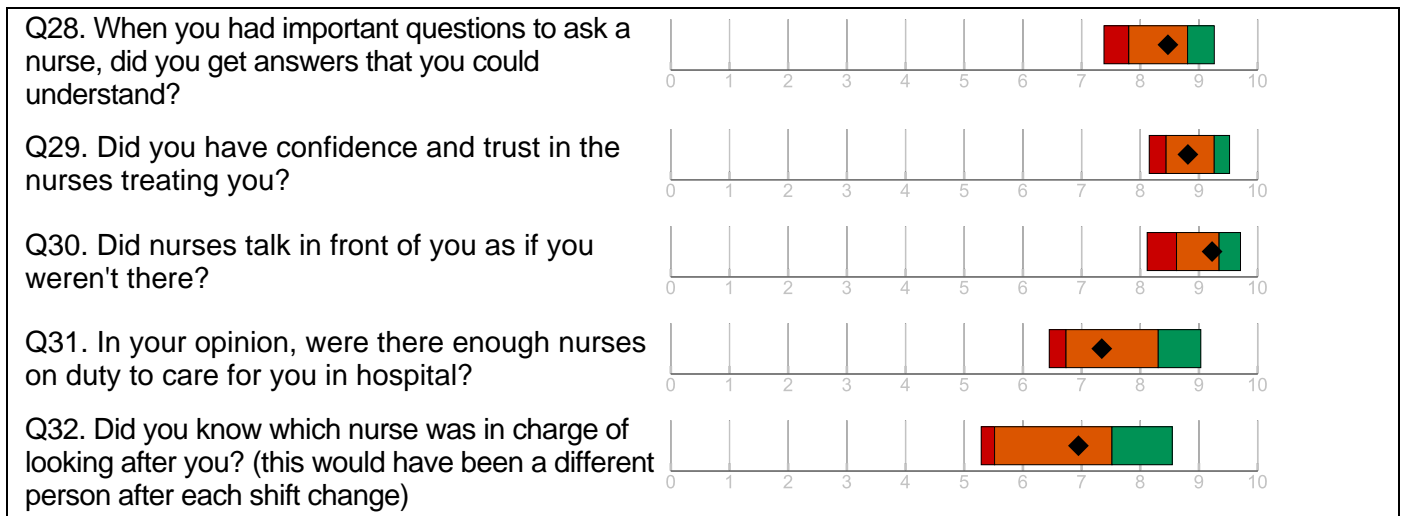 Q28. When you had important questions to ask a
nurse, did you get answers that you could
understand?
0 1 2 3 4 5 6 7 8 9 10
Q29. Did you have confidence and trust in the
nurses treating you?
0 1 2 3 4 5 6 7 8 9 10
Q30. Did nurses talk in front of you as if you
weren't there?
0 1 2 3 4 5 6 7 8 9 10
Q31. In your opinion, were there enough nurses
on duty to care for you in hospital?
0 1 2 3 4 5 6 7 8 9 10
Q32. Did you know which nurse was in charge of
looking after you? (this would have been a different
person after each shift change)
0 1 2 3 4 5 6 7 8 9 10